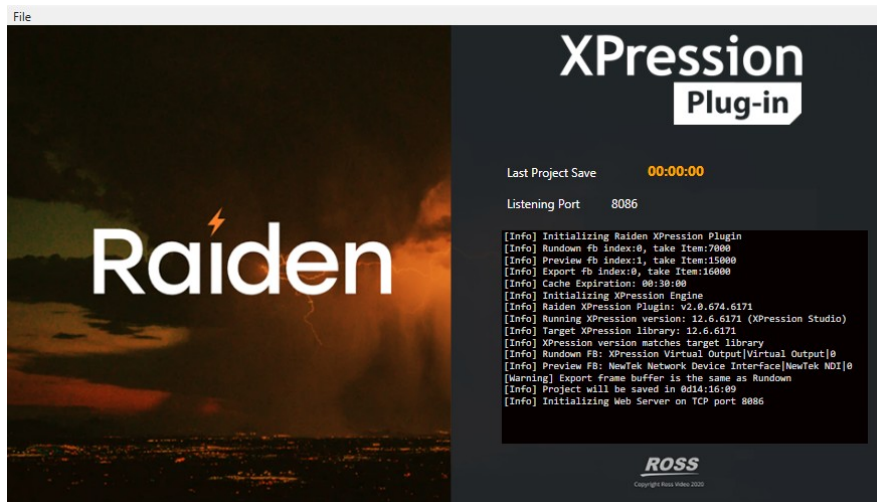 File
XPression
Plug-in
Raiden
Last Project Save 00:00:00
Listening Port 8086
[Info] Initializing Raiden XPression Plugin
[Info] Rundown fb index:0, take Item:7000
[Info] Preview fb index:1, take Item:15000
[Info] Export fb index:0, take Item:16000
[Info] Cache Expiration: 00:30:00
[Info] Initializing XPression Engine
[Info] Raiden XPression Plugin: v2.0.674.6171
[Info] Running XPression version: 12.6.6171 (XPression Studio)
[Info] Target XPression library: 12.6.6171
[Info] XPression version matches target library
[Info] Rundown FB: XPression Virtual Output|Virtual Output|0
[Info] Preview FB: NewTek Network Device Interface|NewTek NDI|0
[Warning] Export frame buffer is the same as Rundown
[Info] Project will be saved in 0d14:16:09
[Info] Initializing Web Server on TCP port 8086
ROSS
Copyright Ross Video 2020